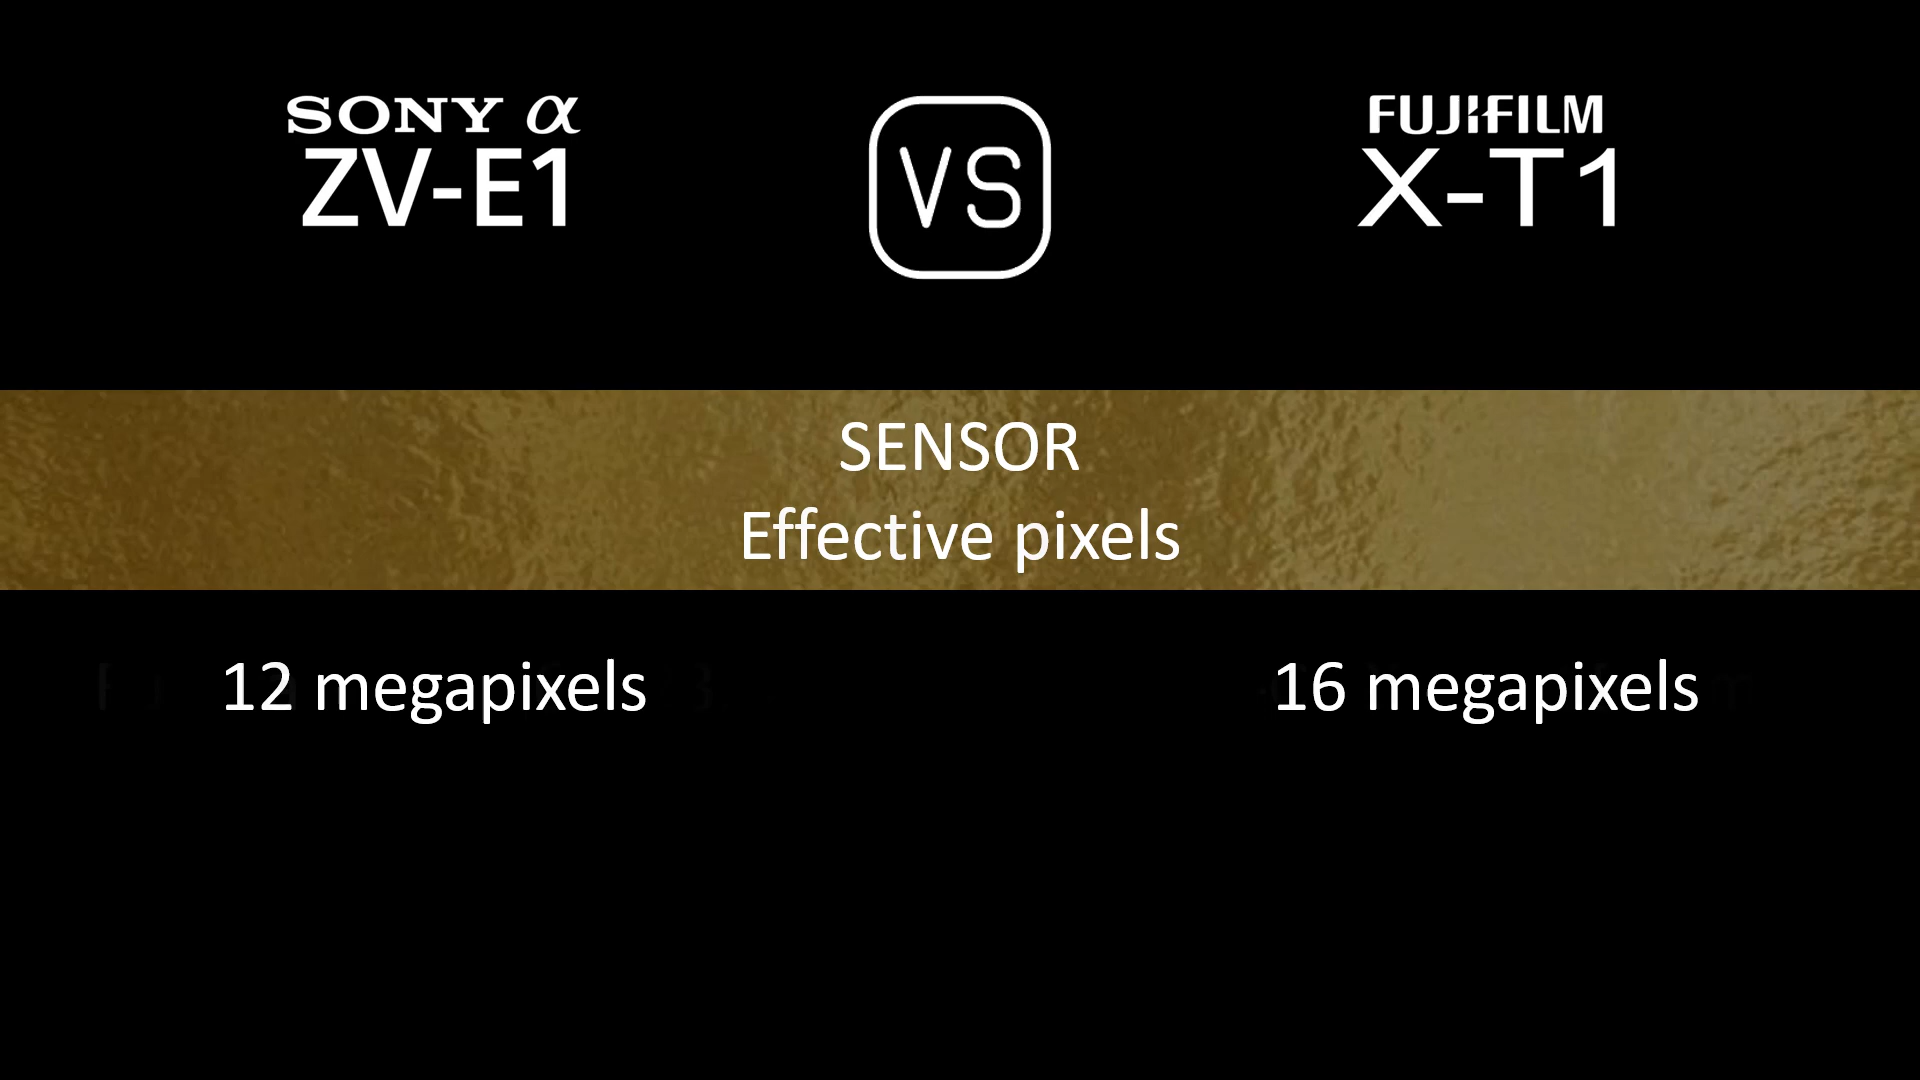 SONY α
ZV-E1
VS
FUJIFILM
X-T1
SENSOR
Effective pixels
12 megapixels
16 megapixels